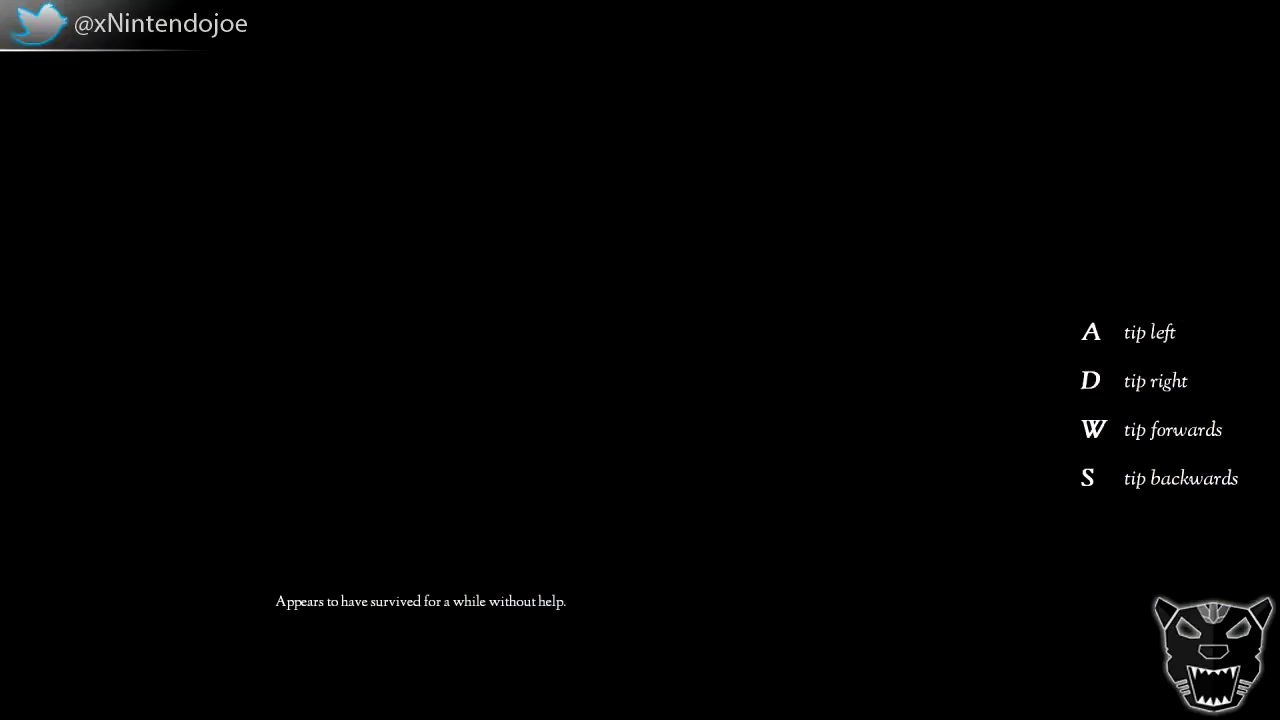 @xNintendojoe
A tip left
D tip right
W tip forwards
S tip backwards
Appears to have survived for a while without help.